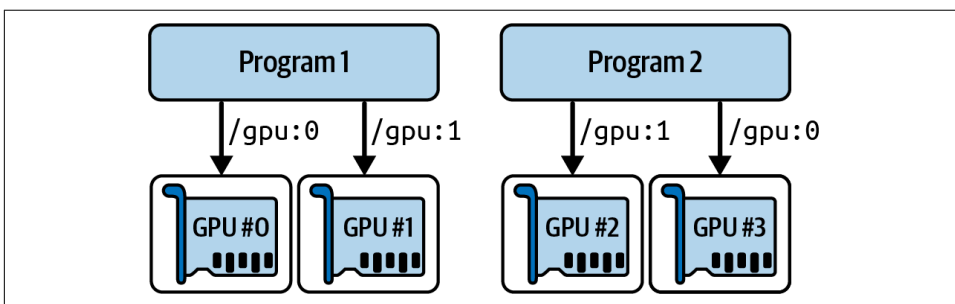 Program 1 Program 2
/gpu:0 /gpu:1 /gpu:1 /gpu:0
GPU #0 GPU #1 GPU #2 GPU #3